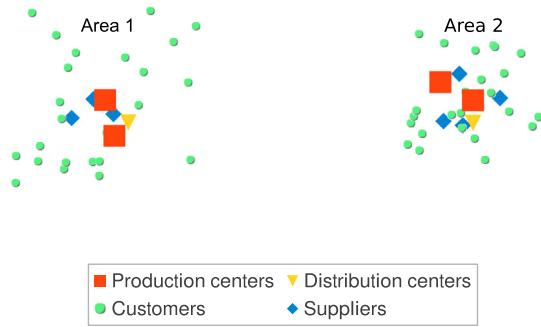 Area 1
Area 2
Production centers
Distribution centers
Customers
Suppliers